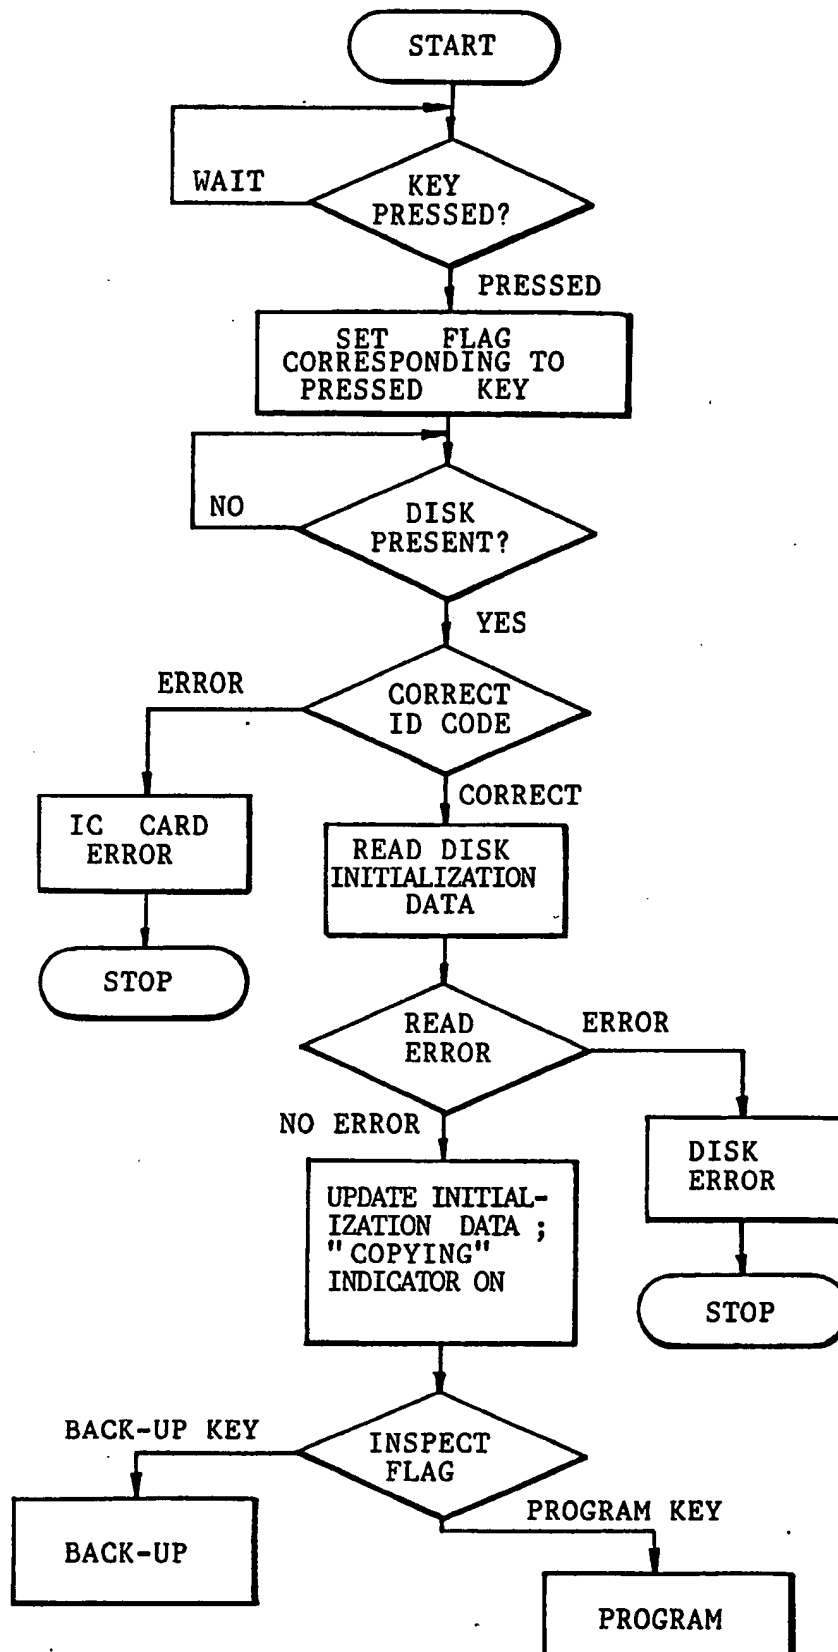 START
WAIT
KEY
PRESSED?
PRESSED
SET FLAG
CORRESPONDING TO
PRESSED KEY
NO
DISK
PRESENT?
YES
ERROR
CORRECT
ID CODE
CORRECT
IC CARD
ERROR
READ DISK
INITIALIZATION
DATA
STOP
READ
ERROR
ERROR
NO ERROR
DISK
ERROR
UPDATE INITIAL-
IZATION DATA ;
"COPYING"
INDICATOR ON
STOP
BACK-UP KEY
INSPECT
FLAG
PROGRAM KEY
BACK-UP
PROGRAM